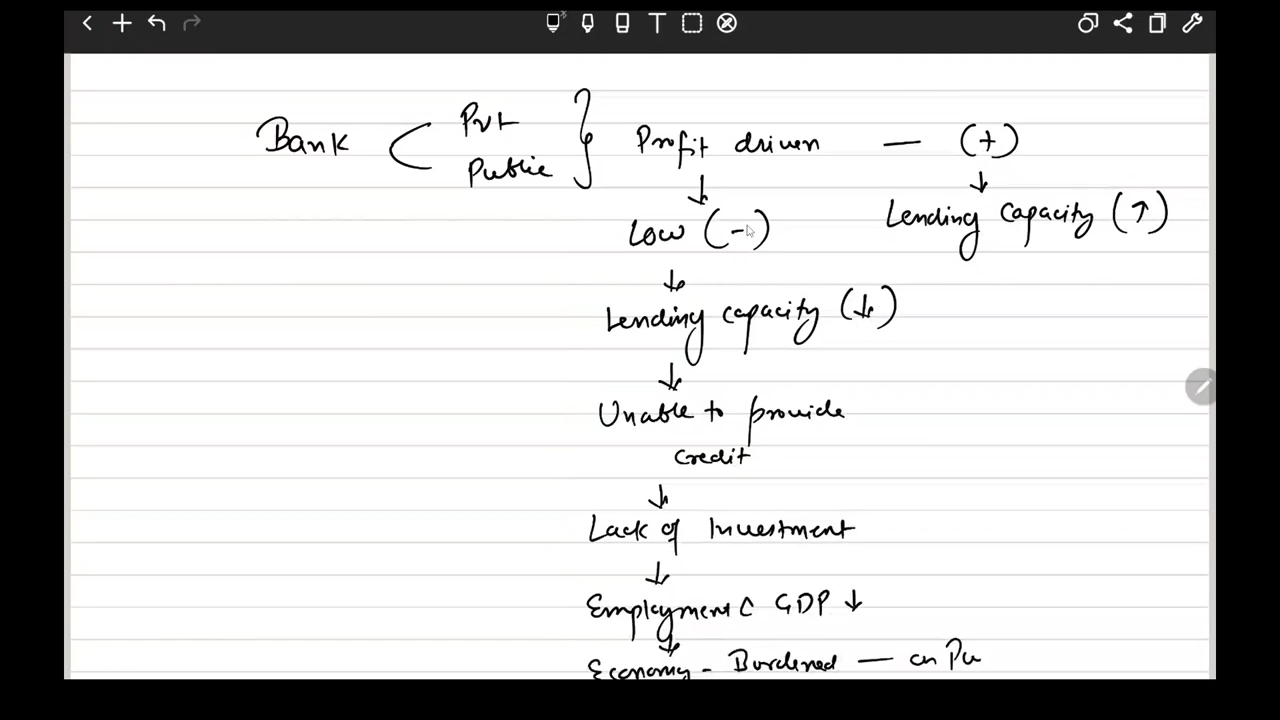 Bank
Pvt
Public
Profit driven — (+)
↓ ↓
Low (-) Lending Capacity (↑)
↓
Lending capacity (↓)
↓
Unable to provide
credit
↓
Lack of Investment
↓
Employment & GDP ↓
↓
Economy - Burdened — on